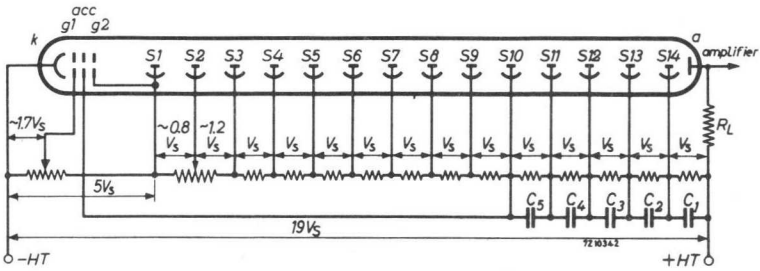 acc
g1 g2
k
S1 S2 S3 S4 S5 S6 S7 S8 S9 S10 S11 S12 S13 S14
a
amplifier
~1.7Vs
~0.8 ~1.2
Vs Vs Vs Vs Vs Vs Vs Vs Vs Vs Vs Vs Vs Vs
RL
5Vs
C5 C4 C3 C2 C1
19Vs
7210342
-HT
+HT